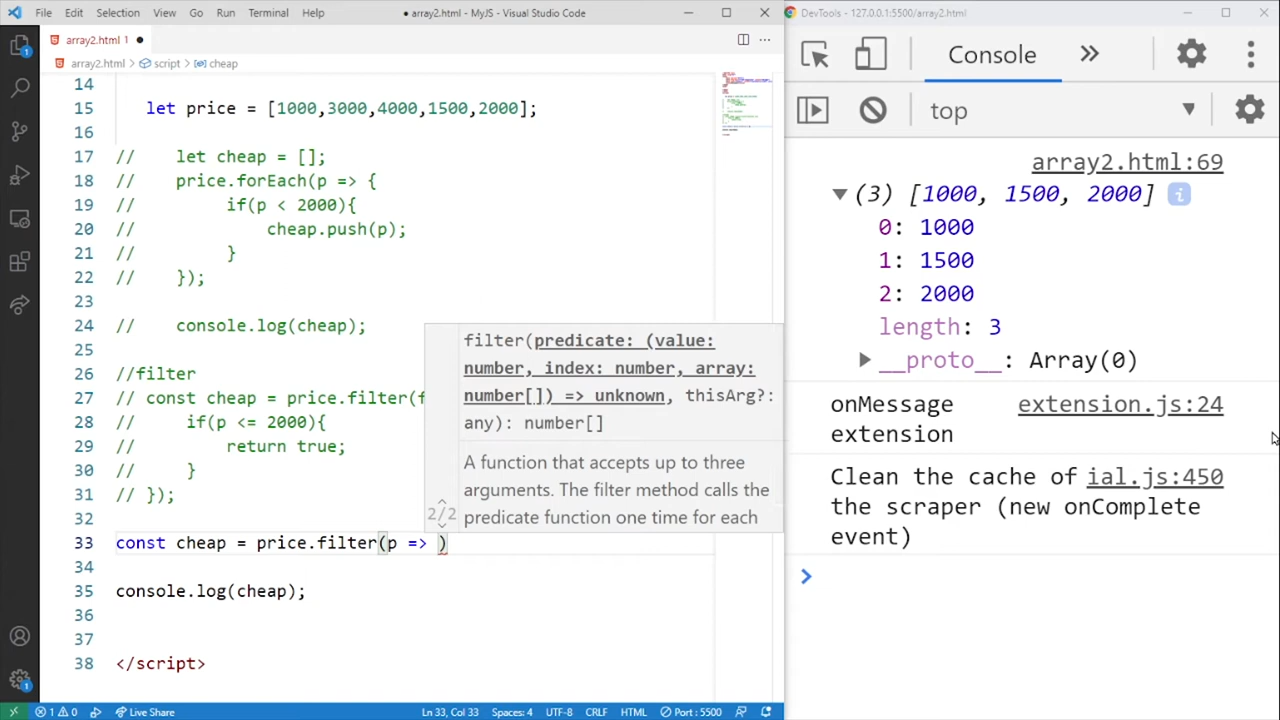 File Edit Selection View Go Run Terminal Help ● array2.html - MyJS - Visual Studio Code
DevTools - 127.0.0.1:5500/array2.html
array2.html 1 ●
array2.html > script > cheap
14
15 let price = [1000,3000,4000,1500,2000];
16
17 // let cheap = [];
18 // price.forEach(p => {
19 // if(p < 2000){
20 // cheap.push(p);
21 // }
22 // });
23
24 // console.log(cheap);
25
26 //filter
27 // const cheap = price.filter(f
28 // if(p <= 2000){
29 // return true;
30 // }
31 // });
32
33 const cheap = price.filter(p => )
34
35 console.log(cheap);
36
37
38 </script>
filter(predicate: (value:
number, index: number, array:
number[]) => unknown, thisArg?:
any): number[]
A function that accepts up to three
arguments. The filter method calls the
2/2 predicate function one time for each
1
1
1 0 Live Share Ln 33, Col 33 Spaces: 4 UTF-8 CRLF HTML Port : 5500
Console »
top
array2.html:69
(3) [1000, 1500, 2000] i
0: 1000
1: 1500
2: 2000
length: 3
__proto__: Array(0)
onMessage extension.js:24
extension
Clean the cache of ial.js:450
the scraper (new onComplete
event)
>